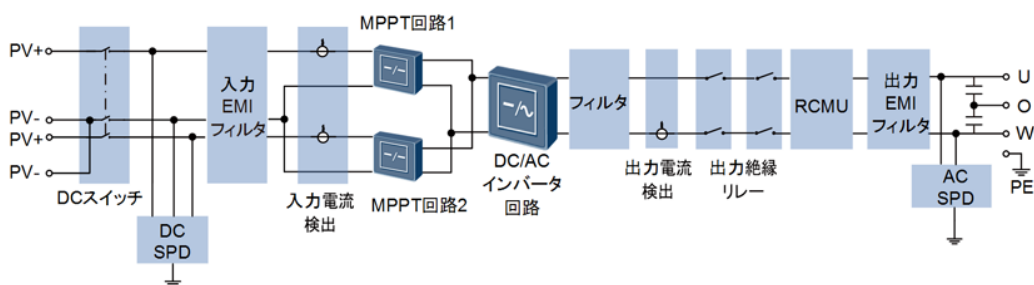 PV+
PV-
PV+
PV-
DCスイッチ
DC
SPD
入力
EMI
フィルタ
入力電流
検出
MPPT回路1
MPPT回路2
DC/AC
インバータ
回路
フィルタ
出力電流
検出
出力絶縁
リレー
RCMU
出力
EMI
フィルタ
AC
SPD
U
O
W
PE